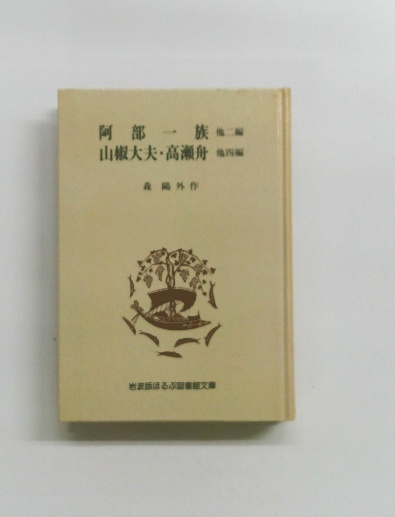 阿部一族 他二編
山椒大夫・高瀬舟 他四編
森鷗外作
岩波版ほるぷ図書館文庫